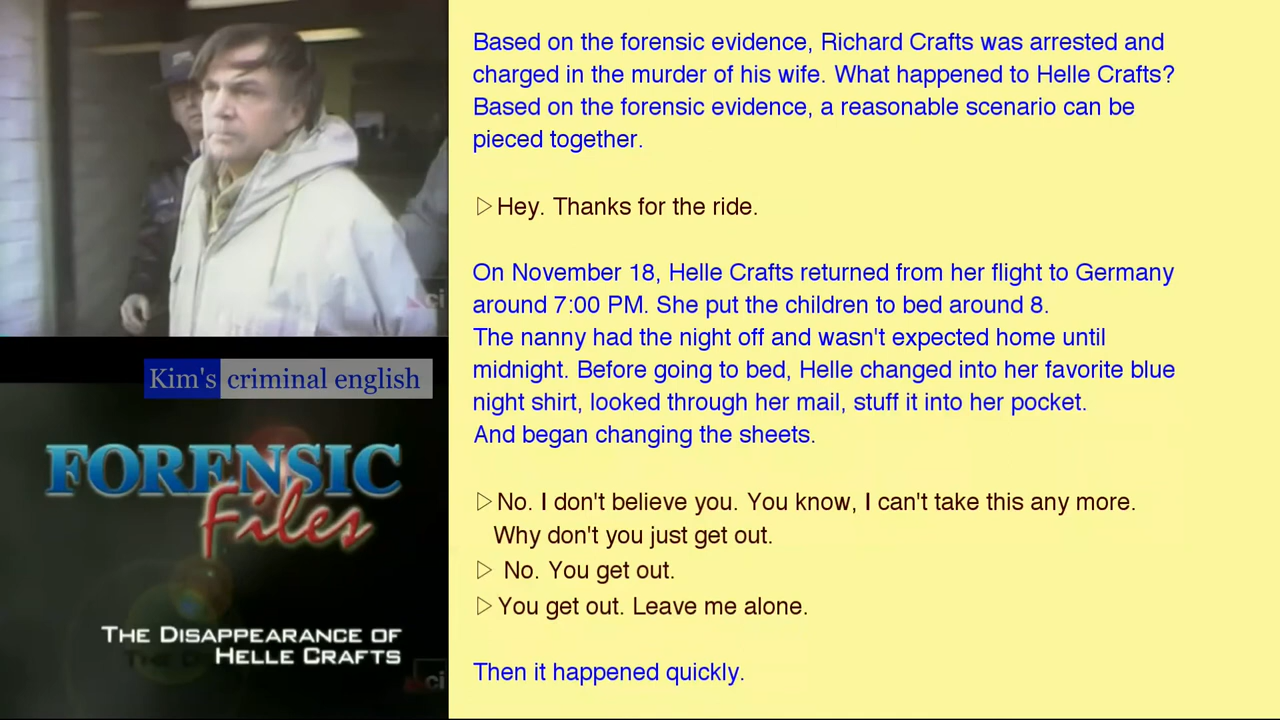 Based on the forensic evidence, Richard Crafts was arrested and
charged in the murder of his wife. What happened to Helle Crafts?
Based on the forensic evidence, a reasonable scenario can be
pieced together.
▷Hey. Thanks for the ride.
On November 18, Helle Crafts returned from her flight to Germany
around 7:00 PM. She put the children to bed around 8.
The nanny had the night off and wasn't expected home until
midnight. Before going to bed, Helle changed into her favorite blue
night shirt, looked through her mail, stuff it into her pocket.
And began changing the sheets.
▷No. I don't believe you. You know, I can't take this any more.
Why don't you just get out.
▷ No. You get out.
▷You get out. Leave me alone.
Then it happened quickly.
Kim's criminal english
FORENSIC
Files
THE DISAPPEARANCE OF
HELLE CRAFTS
ci
ci